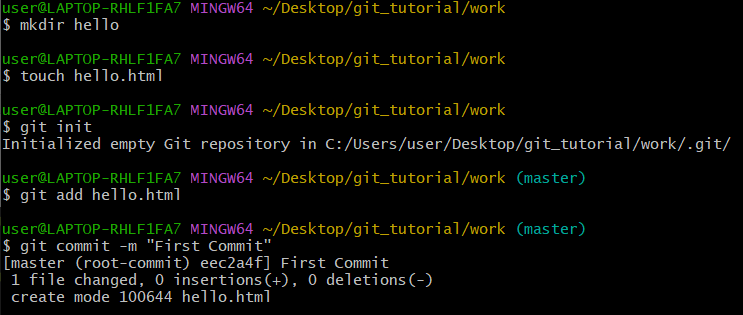 user@LAPTOP-RHLF1FA7 MINGW64 ~/Desktop/git_tutorial/work
$ mkdir hello
user@LAPTOP-RHLF1FA7 MINGW64 ~/Desktop/git_tutorial/work
$ touch hello.html
user@LAPTOP-RHLF1FA7 MINGW64 ~/Desktop/git_tutorial/work
$ git init
Initialized empty Git repository in C:/Users/user/Desktop/git_tutorial/work/.git/
user@LAPTOP-RHLF1FA7 MINGW64 ~/Desktop/git_tutorial/work (master)
$ git add hello.html
user@LAPTOP-RHLF1FA7 MINGW64 ~/Desktop/git_tutorial/work (master)
$ git commit -m "First Commit"
[master (root-commit) eec2a4f] First Commit
 1 file changed, 0 insertions(+), 0 deletions(-)
 create mode 100644 hello.html